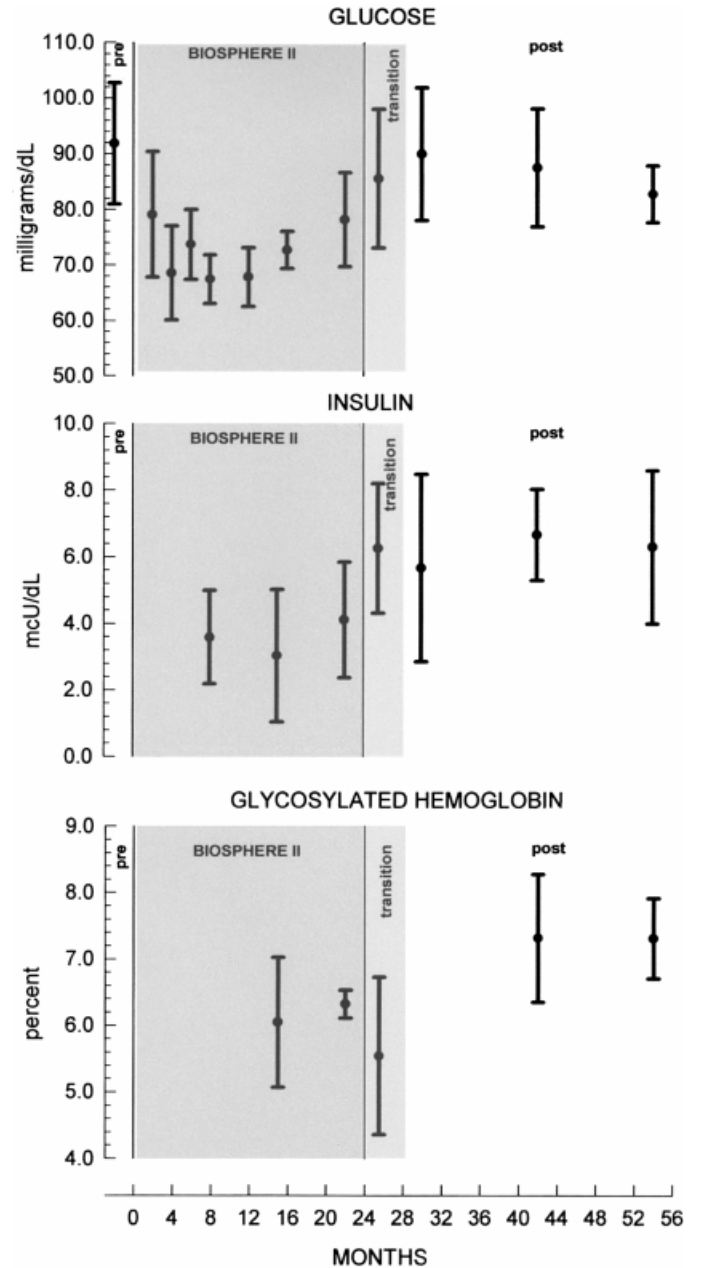 GLUCOSE
110.0
100.0
90.0
80.0
70.0
60.0
50.0
milligrams/dL
pre
BIOSPHERE II
transition
post
INSULIN
10.0
8.0
6.0
4.0
2.0
0.0
mcU/dL
pre
BIOSPHERE II
transition
post
GLYCOSYLATED HEMOGLOBIN
9.0
8.0
7.0
6.0
5.0
4.0
percent
pre
BIOSPHERE II
transition
post
0 4 8 12 16 20 24 28 32 36 40 44 48 52 56
MONTHS